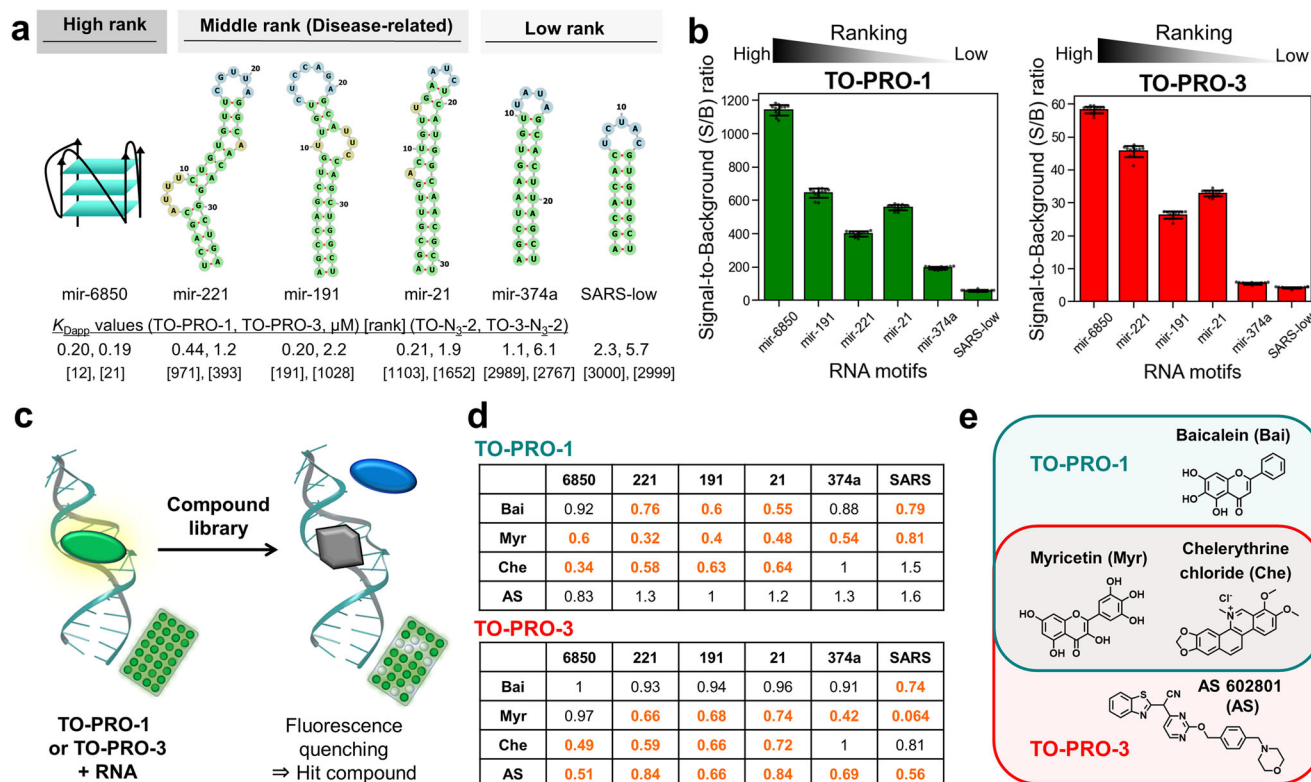 a
High rank
Middle rank (Disease-related)
Low rank
mir-6850
mir-221
mir-191
mir-21
mir-374a
SARS-low
KDapp values (TO-PRO-1, TO-PRO-3, μM) [rank] (TO-N3-2, TO-3-N3-2)
0.20, 0.19
0.44, 1.2
0.20, 2.2
0.21, 1.9
1.1, 6.1
2.3, 5.7
[12], [21]
[971], [393]
[191], [1028]
[1103], [1652]
[2989], [2767]
[3000], [2999]
b
Ranking
High
Low
TO-PRO-1
Signal-to-Background (S/B) ratio
1200
1000
800
600
400
200
0
mir-6850
mir-191
mir-221
mir-21
mir-374a
SARS-low
RNA motifs
Ranking
High
Low
TO-PRO-3
Signal-to-Background (S/B) ratio
60
50
40
30
20
10
0
mir-6850
mir-221
mir-191
mir-21
mir-374a
SARS-low
RNA motifs
c
Compound
library
TO-PRO-1
or TO-PRO-3
+ RNA
Fluorescence
quenching
⇒ Hit compound
d
TO-PRO-1
6850 221 191 21 374a SARS
Bai 0.92 0.76 0.6 0.55 0.88 0.79
Myr 0.6 0.32 0.4 0.48 0.54 0.81
Che 0.34 0.58 0.63 0.64 1 1.5
AS 0.83 1.3 1 1.2 1.3 1.6
TO-PRO-3
6850 221 191 21 374a SARS
Bai 1 0.93 0.94 0.96 0.91 0.74
Myr 0.97 0.66 0.68 0.74 0.42 0.064
Che 0.49 0.59 0.66 0.72 1 0.81
AS 0.51 0.84 0.66 0.84 0.69 0.56
e
TO-PRO-1
Baicalein (Bai)
Myricetin (Myr)
Chelerythrine
chloride (Che)
AS 602801
(AS)
TO-PRO-3